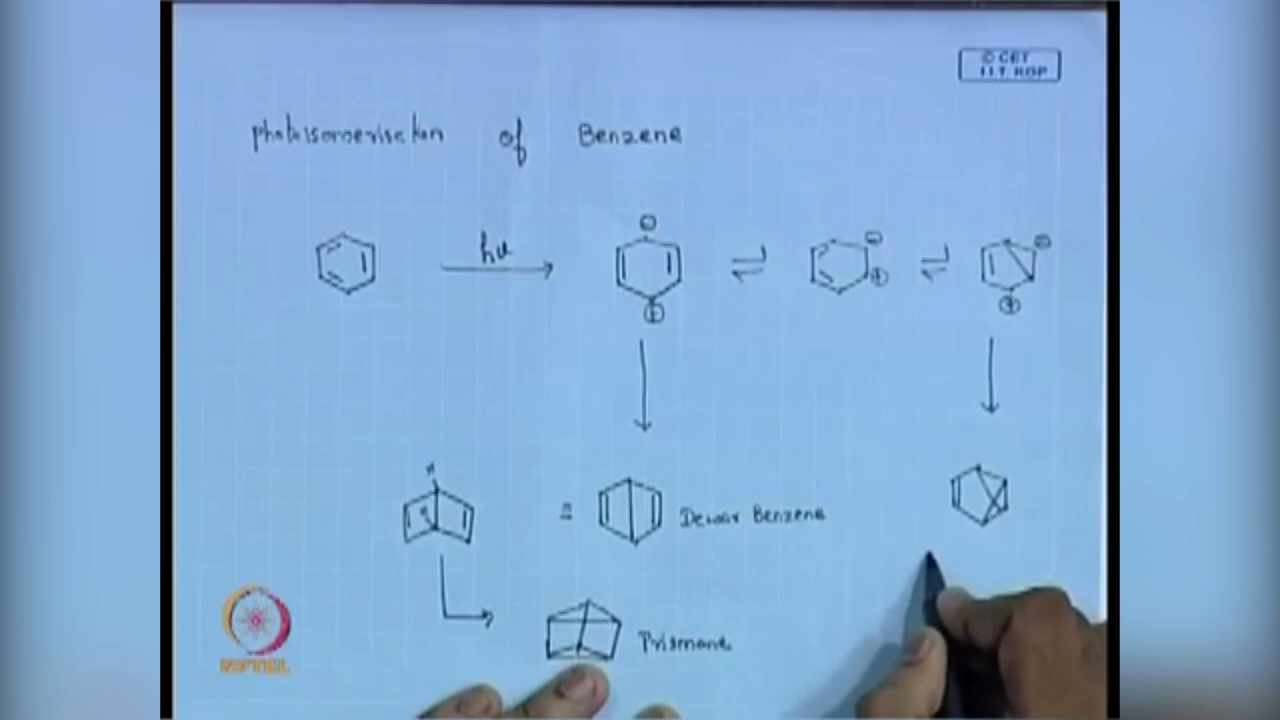 © CET
I.I.T. KGP
photoisomerisation of Benzene
hν
⊖ ⊖ ⊖
⊕ ⊕ ⊕
H
≡ Dewar Benzene
H
Prismane
NPTEL